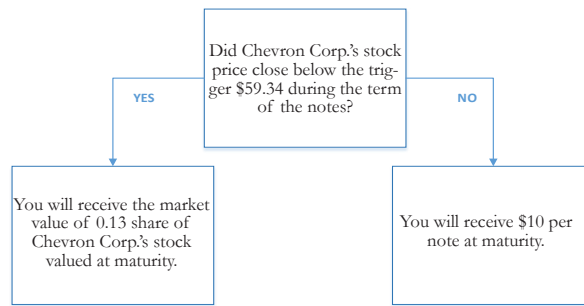 Did Chevron Corp.'s stock
price close below the trig-
ger $59.34 during the term
of the notes?
YES
NO
You will receive the market
value of 0.13 share of
Chevron Corp.'s stock
valued at maturity.
You will receive $10 per
note at maturity.